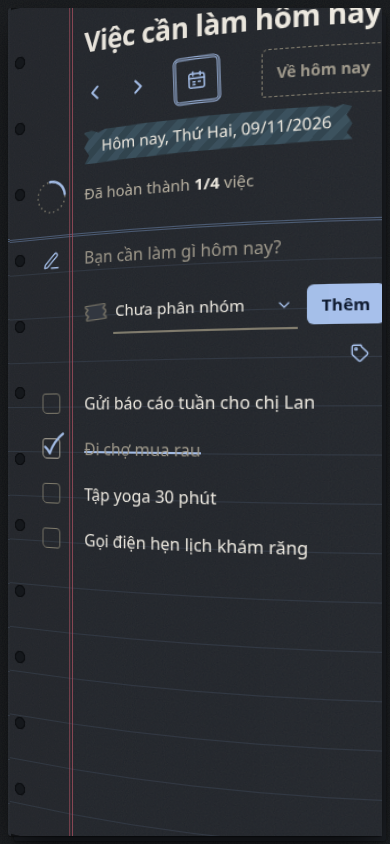 Việc cần làm hôm nay
Về hôm nay
Hôm nay, Thứ Hai, 09/11/2026
Đã hoàn thành 1/4 việc
Bạn cần làm gì hôm nay?
Chưa phân nhóm
Thêm
Gửi báo cáo tuần cho chị Lan
Đi chợ mua rau
Tập yoga 30 phút
Gọi điện hẹn lịch khám răng